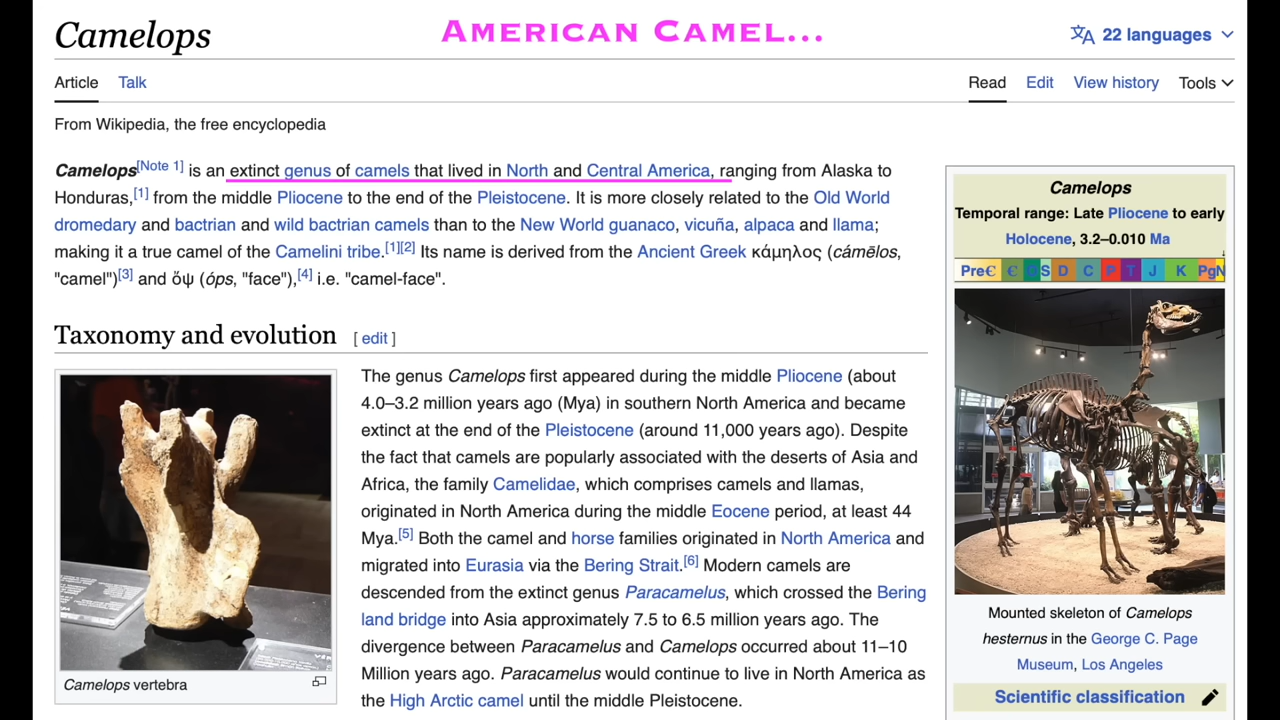 Camelops
AMERICAN CAMEL...
22 languages
Article Talk
Read Edit View history Tools
From Wikipedia, the free encyclopedia
Camelops[Note 1] is an extinct genus of camels that lived in North and Central America, ranging from Alaska to
Honduras,[1] from the middle Pliocene to the end of the Pleistocene. It is more closely related to the Old World
dromedary and bactrian and wild bactrian camels than to the New World guanaco, vicuña, alpaca and llama;
making it a true camel of the Camelini tribe.[1][2] Its name is derived from the Ancient Greek κάμηλος (cámēlos,
"camel")[3] and ὄψ (óps, "face"),[4] i.e. "camel-face".
Taxonomy and evolution [ edit ]
Camelops vertebra
The genus Camelops first appeared during the middle Pliocene (about
4.0–3.2 million years ago (Mya) in southern North America and became
extinct at the end of the Pleistocene (around 11,000 years ago). Despite
the fact that camels are popularly associated with the deserts of Asia and
Africa, the family Camelidae, which comprises camels and llamas,
originated in North America during the middle Eocene period, at least 44
Mya.[5] Both the camel and horse families originated in North America and
migrated into Eurasia via the Bering Strait.[6] Modern camels are
descended from the extinct genus Paracamelus, which crossed the Bering
land bridge into Asia approximately 7.5 to 6.5 million years ago. The
divergence between Paracamelus and Camelops occurred about 11–10
Million years ago. Paracamelus would continue to live in North America as
the High Arctic camel until the middle Pleistocene.
Camelops
Temporal range: Late Pliocene to early
Holocene, 3.2–0.010 Ma
↓
PreꞒ Ꞓ O S D C P T J K Pg N
Mounted skeleton of Camelops
hesternus in the George C. Page
Museum, Los Angeles
Scientific classification